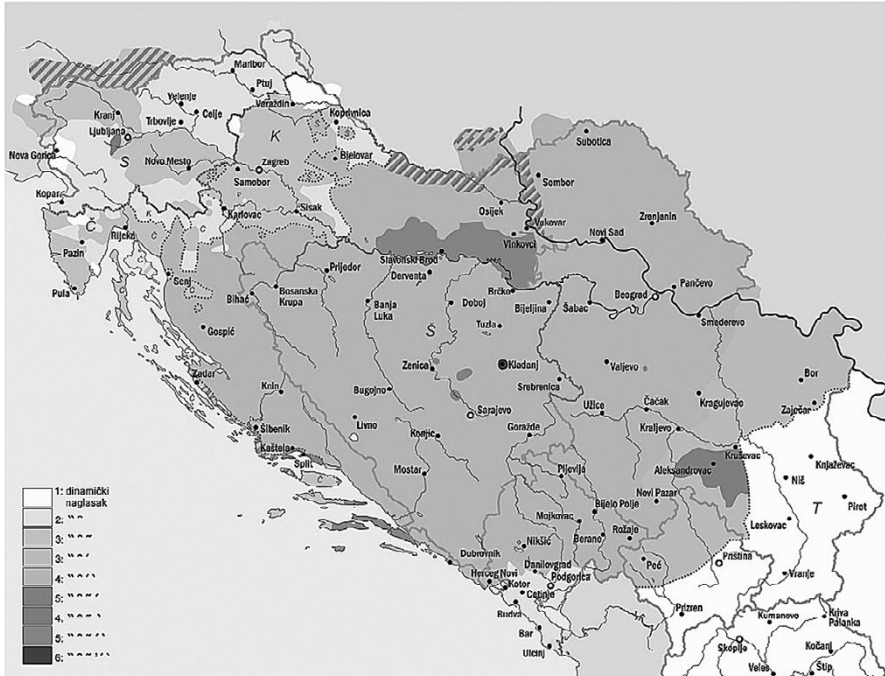 Maribor
Ptuj
Velenje
Celje
Varaždin
Kranj
Trbovlje
Koprivnica
Ljubljana
K
Subotica
Nova Gorica
S
Novo Mesto
Zagreb
Bjelovar
Samobor
Sombor
Kopar
Karlovac
Sisak
Osijek
Zronjanin
Č
Rijeka
Vukovar
Novi Sad
Pazin
Vinkovci
Slavonski Brod
Senj
Prijedor
Derventa
Pančevo
Pula
Bihać
Bosanska
Krupa
Brčko
Beograd
Banja
Luka
Doboj
Bijeljina
Šabac
Smederevo
Gospić
Š
Tuzla
Zenica
Kladanj
Valjevo
Bor
Zadar
Knin
Bugojno
Srebrenica
Čačak
Kragujevac
Zaječar
Sarajevo
Užice
Šibenik
Livno
Konjic
Goražde
Kraljevo
Kaštela
Split
Kruševac
Knjaževac
Mostar
Pljevlja
Aleksandrovac
Niš
Novi Pazar
Pirot
Bijelo Polje
T
Mojkovac
Leskovac
Rožaje
Nikšić
Berano
Dubrovnik
Priština
Danilovgrad
Peć
Herceg Novi
Podgorica
Vranje
Kotor
Cetinje
Budva
Prizren
Bar
Kumanovo
Kriva
Palanka
Ulcinj
Skoplje
Kočani
Veles
Štip
1: dinamički
naglasak
2:
3:
3:
4:
5:
4:
5:
6: